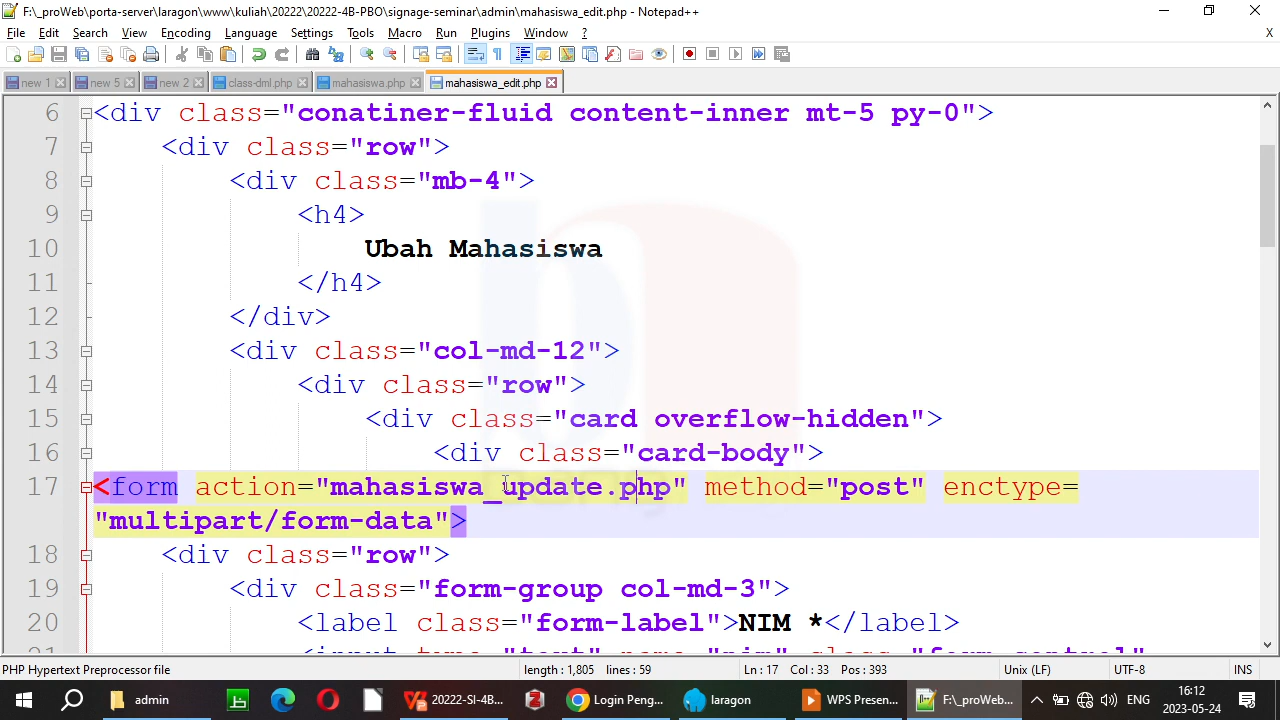 F:\_proWeb\porta-server\laragon\www\kuliah\20222\20222-4B-PBO\signage-seminar\admin\mahasiswa_edit.php - Notepad++
File Edit Search View Encoding Language Settings Tools Macro Run Plugins Window ? X
new 1 new 5 new 2 class-dml.php mahasiswa.php mahasiswa_edit.php
6 <div class="conatiner-fluid content-inner mt-5 py-0">
7 <div class="row">
8 <div class="mb-4">
9 <h4>
10 Ubah Mahasiswa
11 </h4>
12 </div>
13 <div class="col-md-12">
14 <div class="row">
15 <div class="card overflow-hidden">
16 <div class="card-body">
17 <form action="mahasiswa_update.php" method="post" enctype=
"multipart/form-data">
18 <div class="row">
19 <div class="form-group col-md-3">
20 <label class="form-label">NIM *</label>
PHP Hypertext Preprocessor file length : 1,805 lines : 59 Ln : 17 Col : 33 Pos : 393 Unix (LF) UTF-8 INS
admin 20222-SI-4B... Login Peng... laragon WPS Presen... F:\_proWeb... ENG 16:12
2023-05-24